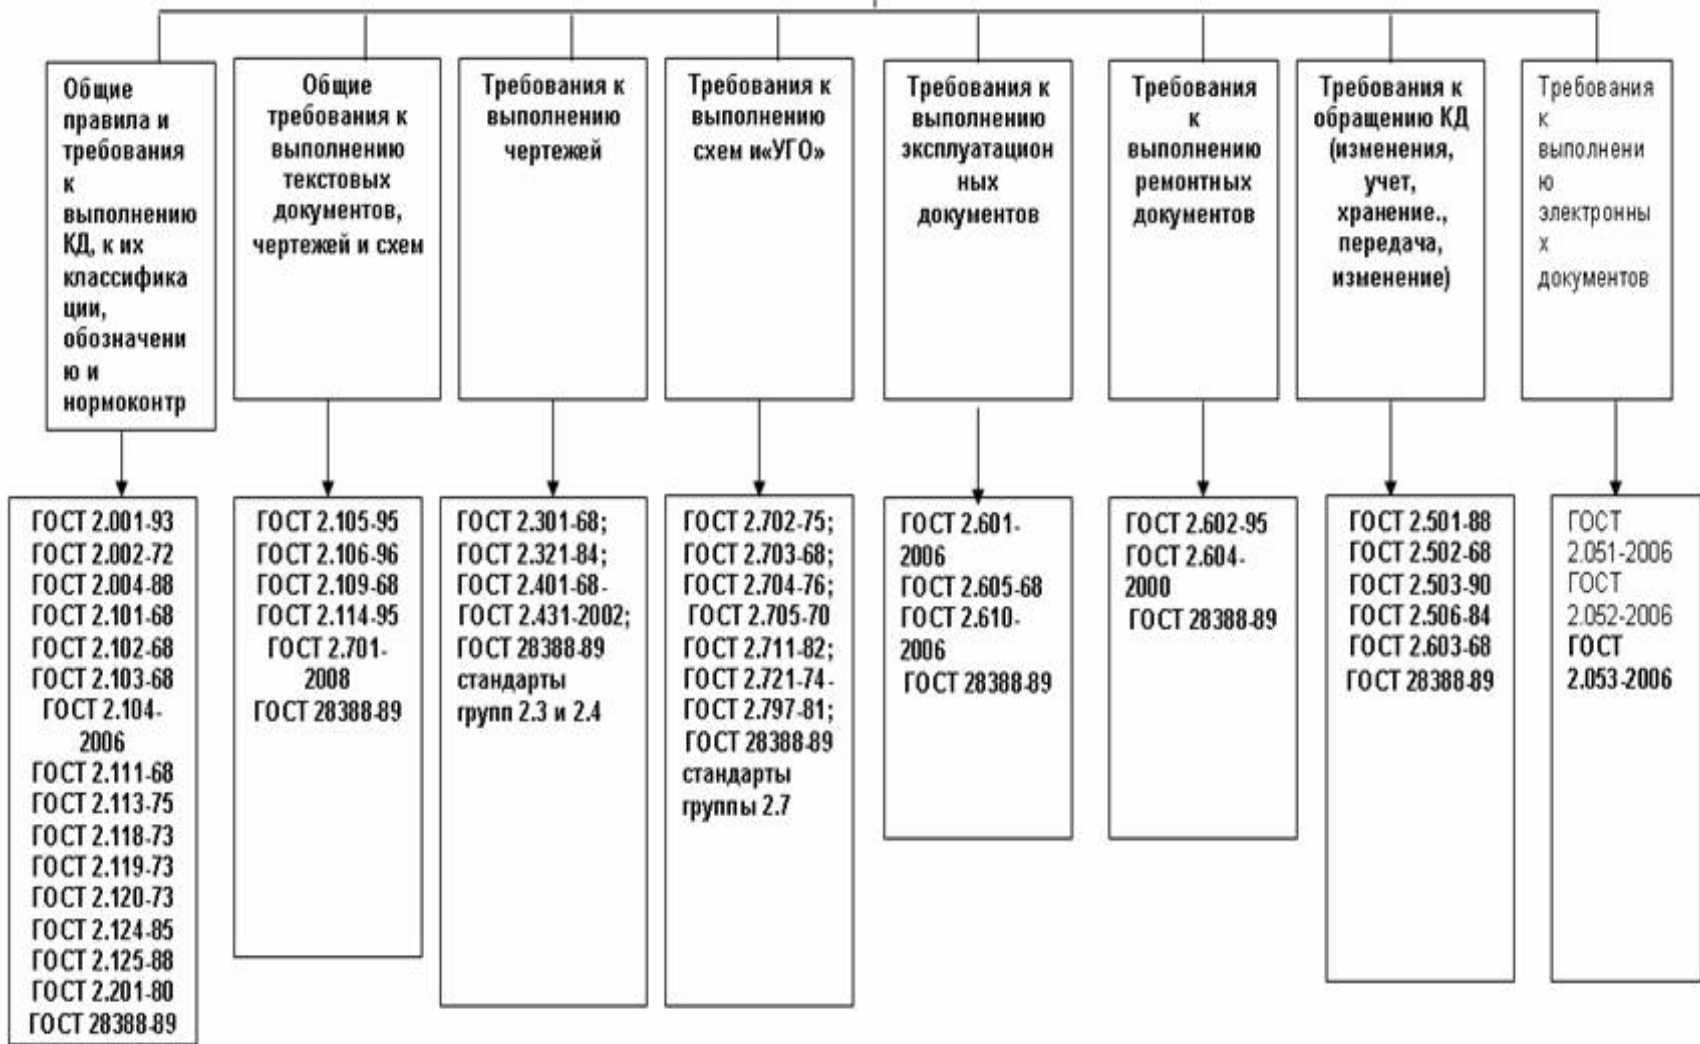 Общие
правила и
требования
к
выполнению
КД, к их
классифика
ции,
обозначени
ю и
нормоконтр
Общие
требования к
выполнению
текстовых
документов,
чертежей и схем
Требования к
выполнению
чертежей
Требования к
выполнению
схем и«УГО»
Требования к
выполнению
эксплуатацион
ных
документов
Требования
к
выполнению
ремонтных
документов
Требования к
обращению КД
(изменения,
учет,
хранение.,
передача,
изменение)
Требования
к
выполнени
ю
электронны
х
документов
ГОСТ 2.001-93
ГОСТ 2.002-72
ГОСТ 2.004-88
ГОСТ 2.101-68
ГОСТ 2.102-68
ГОСТ 2.103-68
ГОСТ 2.104-
2006
ГОСТ 2.111-68
ГОСТ 2.113-75
ГОСТ 2.118-73
ГОСТ 2.119-73
ГОСТ 2.120-73
ГОСТ 2.124-85
ГОСТ 2.125-88
ГОСТ 2.201-80
ГОСТ 28388-89
ГОСТ 2.105-95
ГОСТ 2.106-96
ГОСТ 2.109-68
ГОСТ 2.114-95
ГОСТ 2.701-
2008
ГОСТ 28388-89
ГОСТ 2.301-68;
ГОСТ 2.321-84;
ГОСТ 2.401-68-
ГОСТ 2.431-2002;
ГОСТ 28388-89
стандарты
групп 2.3 и 2.4
ГОСТ 2.702-75;
ГОСТ 2.703-68;
ГОСТ 2.704-76;
ГОСТ 2.705-70
ГОСТ 2.711-82;
ГОСТ 2.721-74-
ГОСТ 2.797-81;
ГОСТ 28388-89
стандарты
группы 2.7
ГОСТ 2.601-
2006
ГОСТ 2.605-68
ГОСТ 2.610-
2006
ГОСТ 28388-89
ГОСТ 2.602-95
ГОСТ 2.604-
2000
ГОСТ 28388-89
ГОСТ 2.501-88
ГОСТ 2.502-68
ГОСТ 2.503-90
ГОСТ 2.506-84
ГОСТ 2.603-68
ГОСТ 28388-89
ГОСТ
2.051-2006
ГОСТ
2.052-2006
ГОСТ
2.053-2006